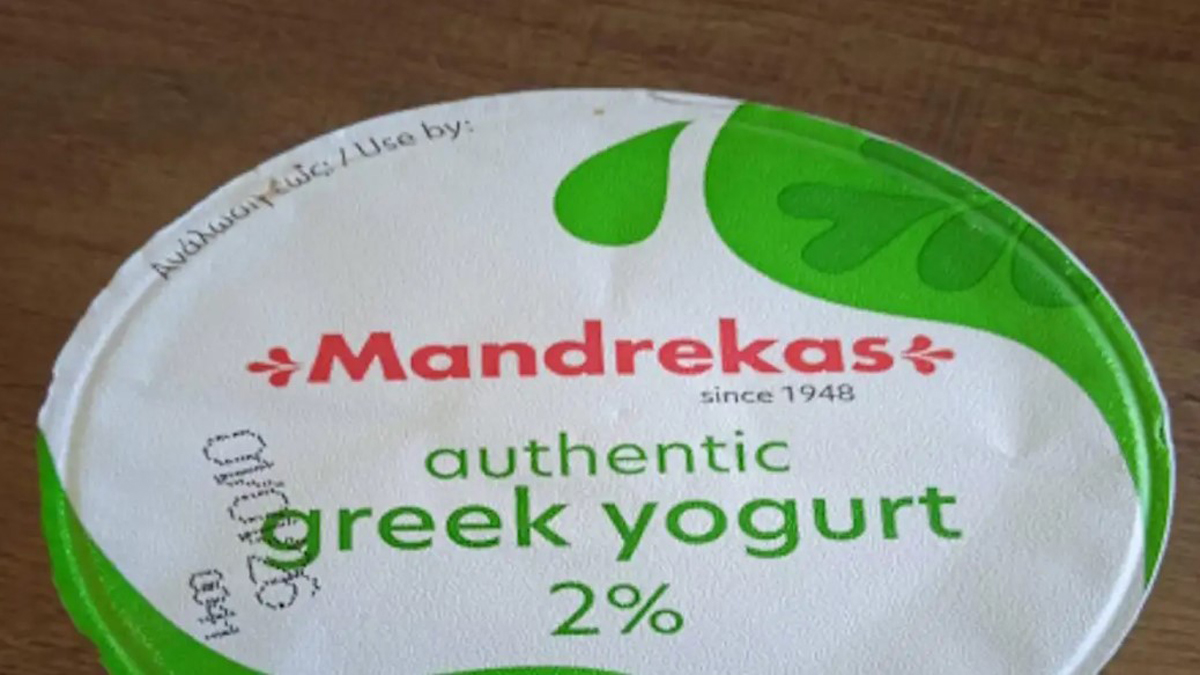 Ανάλωση έως: / Use by:
Mandrekas
since 1948
authentic
greek yogurt
2%